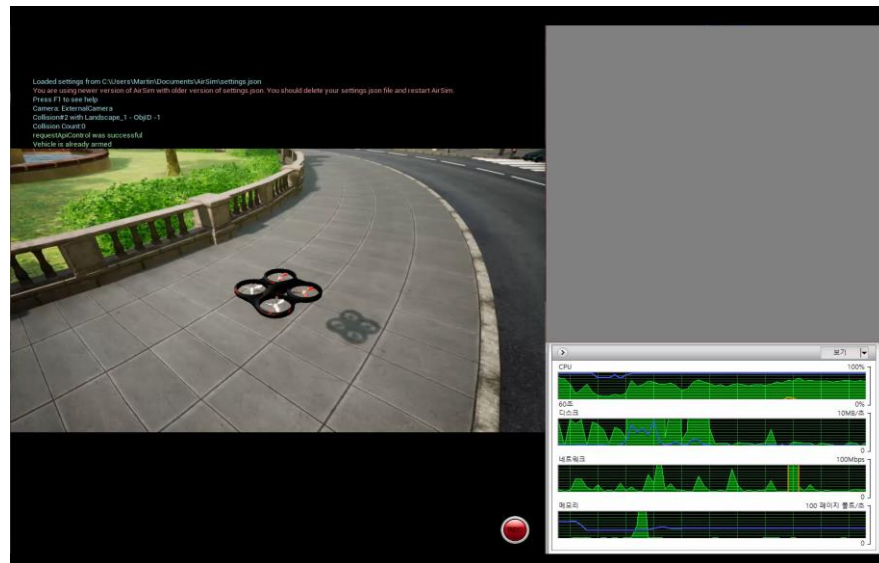 Loaded settings from C:\Users\Martin\Documents\AirSim\settings.json
You are using newer version of AirSim with older version of settings.json. You should delete your settings.json file and restart AirSim.
Press F1 to see help
Camera: ExternalCamera
Collision#2 with Landscape_1 - ObjID -1
Collision Count:0
requestApiControl was successful
Vehicle is already armed
보기
CPU 100%
60초 0%
디스크 10MB/초
0
네트워크 100Mbps
0
메모리 100 페이지 폴트/초
0